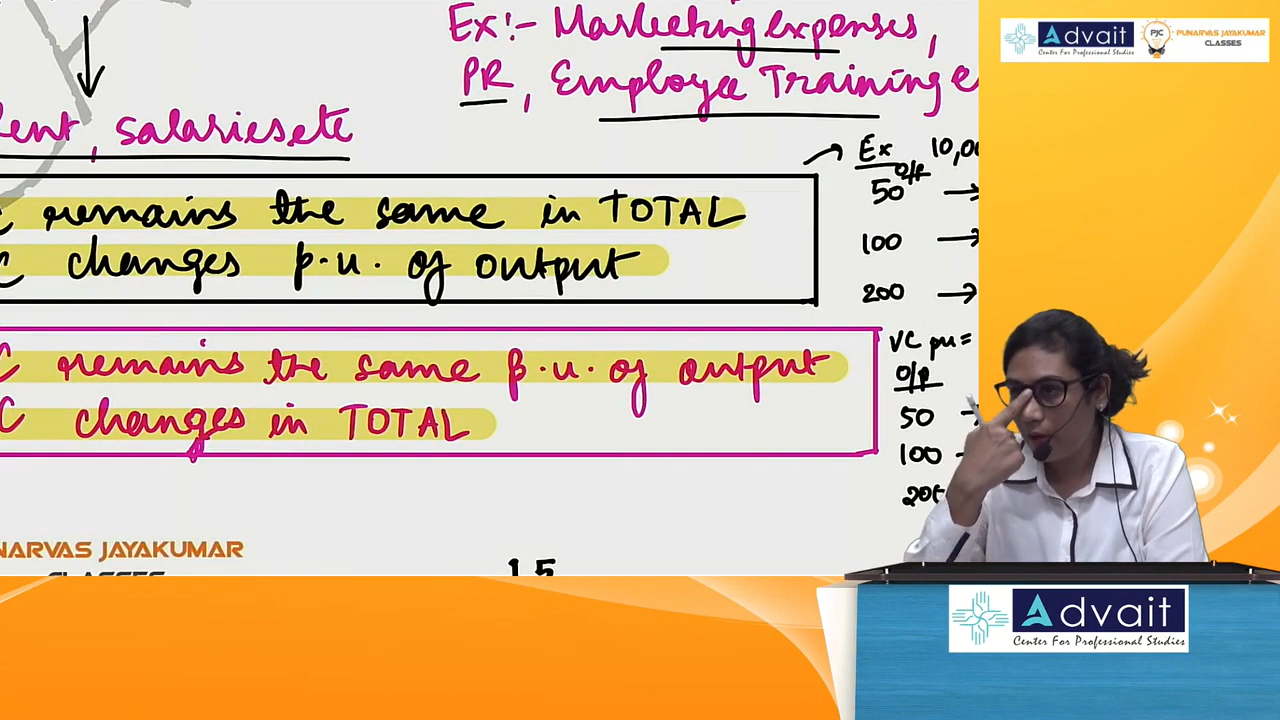 Ex:- Marketing expenses,
PR, Employee Training e
ent, salaries etc
C remains the same in TOTAL
C changes p.u. of output
Ex 10,00
O/P
50 →
100 →
200 →
C remains the same p.u. of output
C changes in TOTAL
VC pu =
O/P
50
100
NARVAS JAYAKUMAR
CLASSES
15
Advait
Center For Professional Studies
PJC
PUNARVAS JAYAKUMAR
CLASSES
Advait
Center For Professional Studies